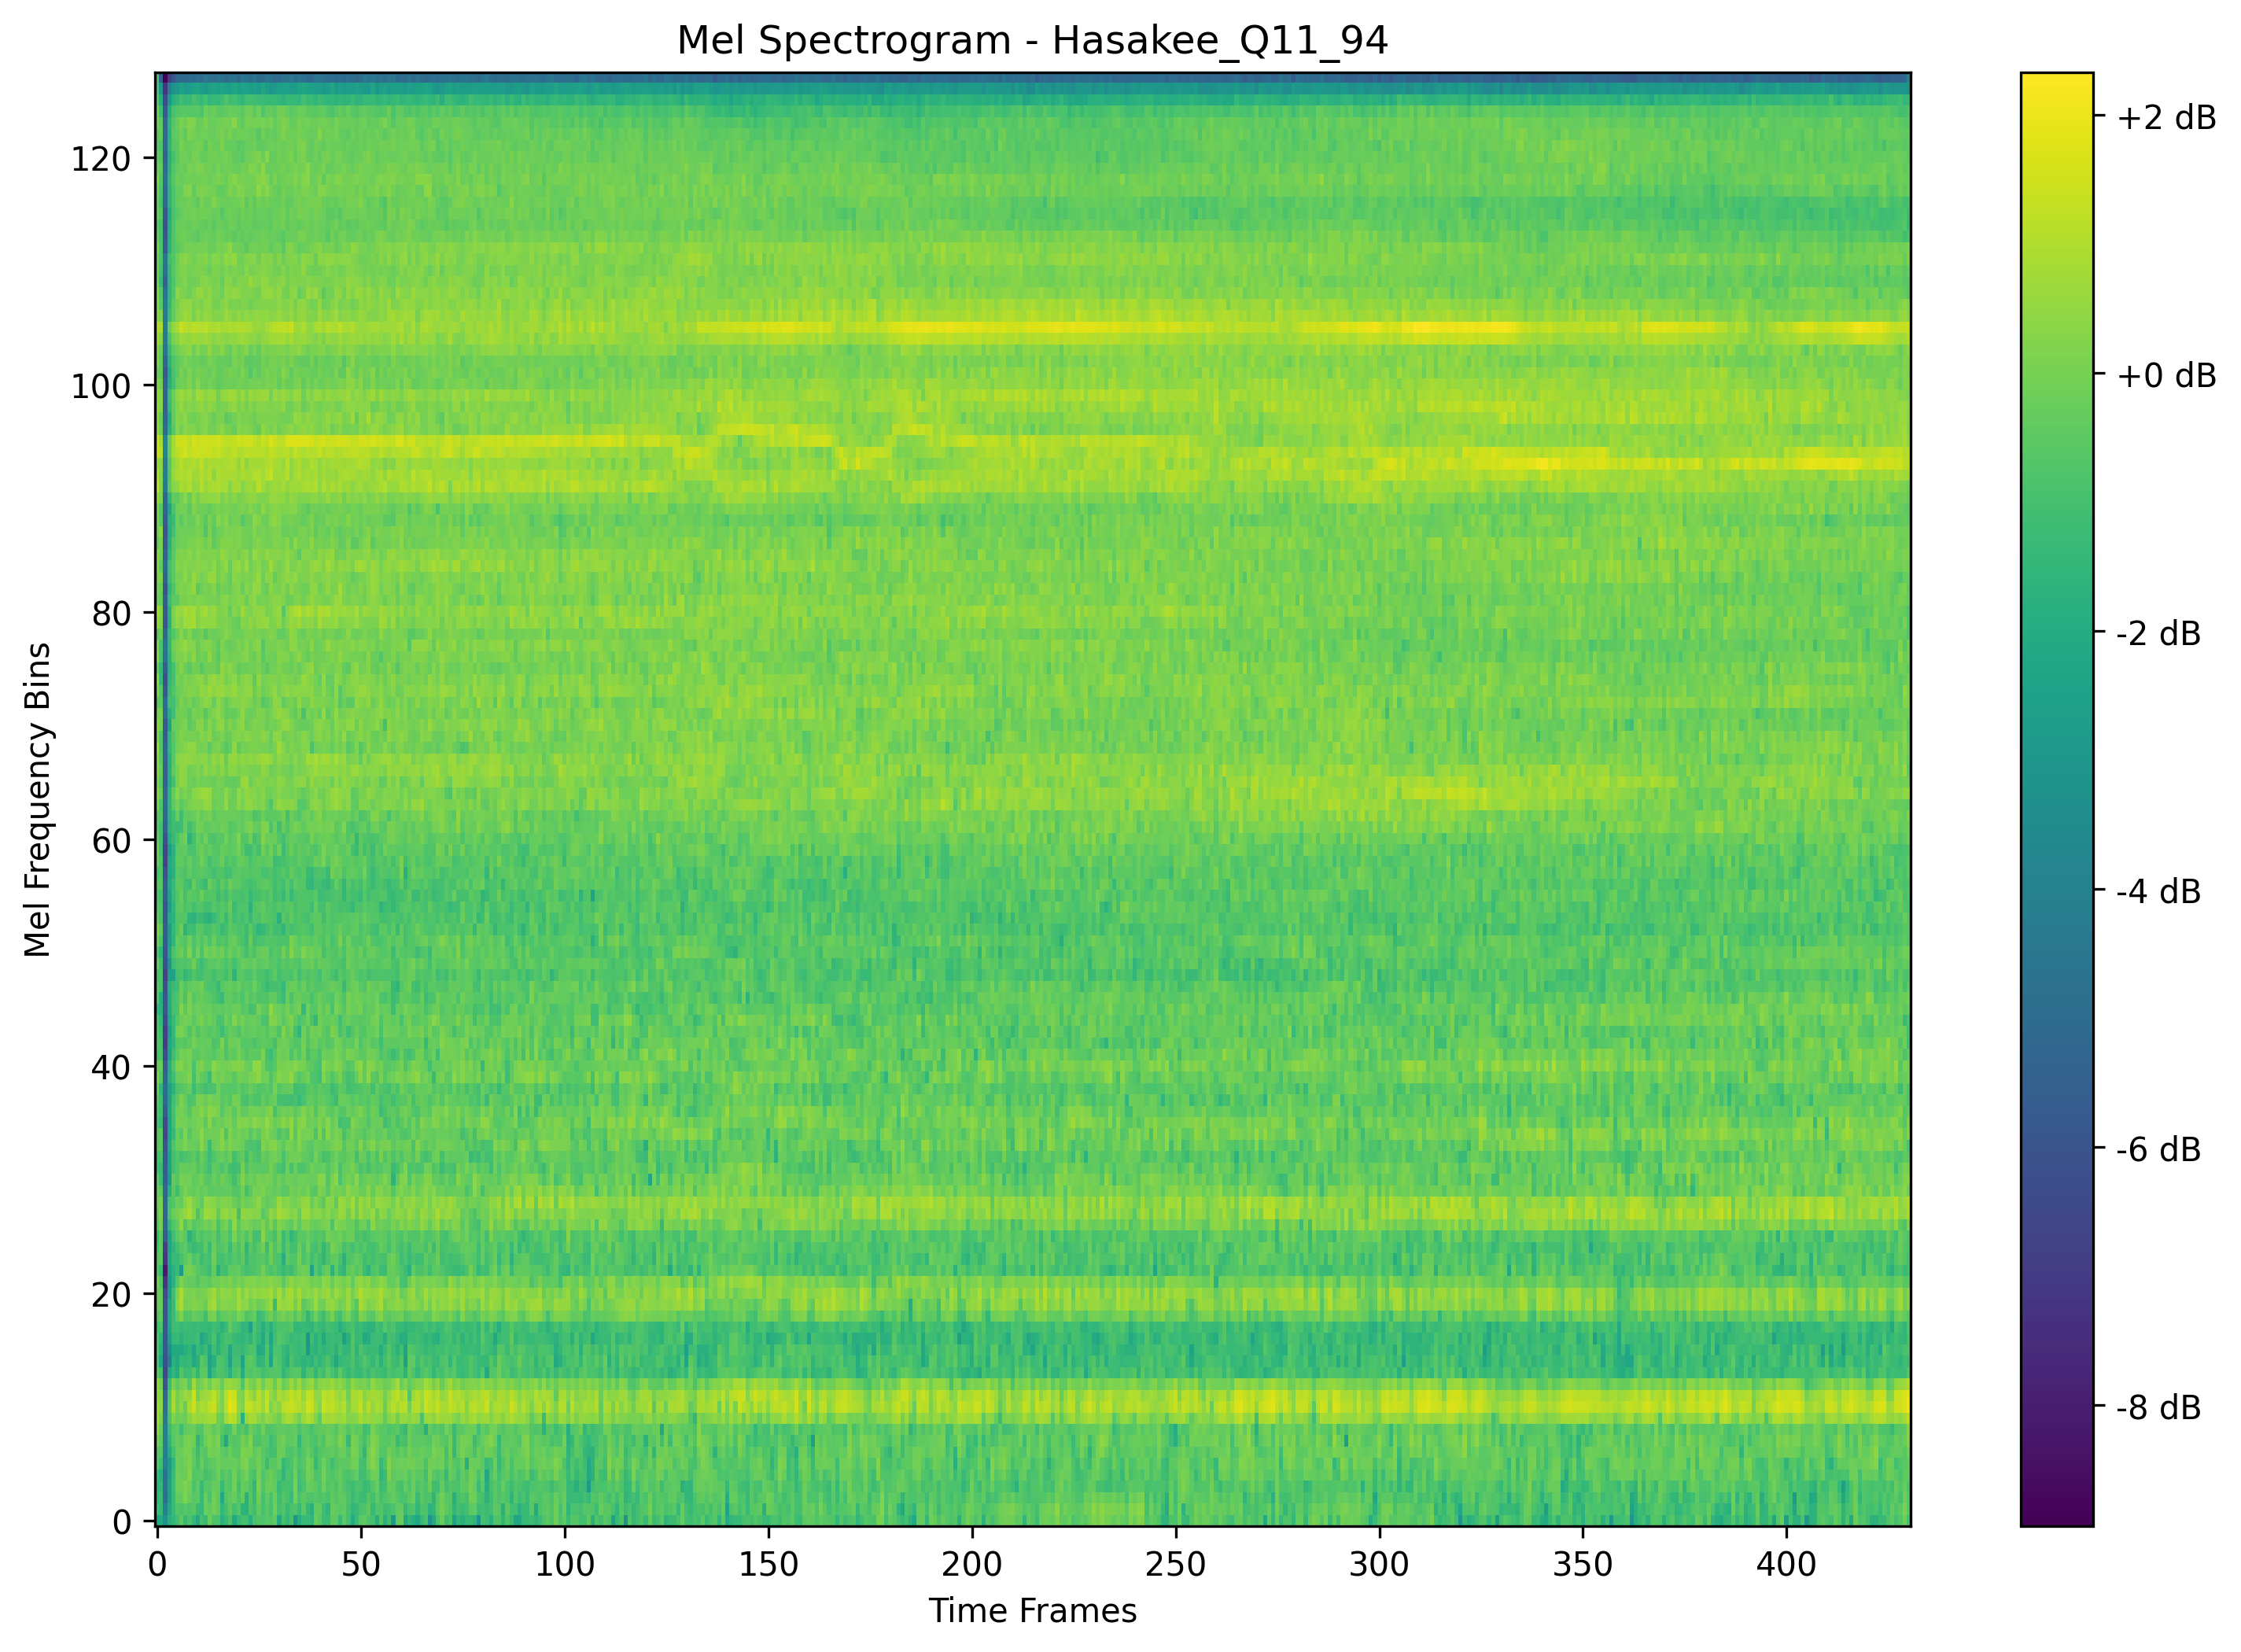 Mel Spectrogram - Hasakee_Q11_94
Mel Frequency Bins
120
100
80
60
40
20
0
0 50 100 150 200 250 300 350 400
Time Frames
+2 dB
+0 dB
-2 dB
-4 dB
-6 dB
-8 dB